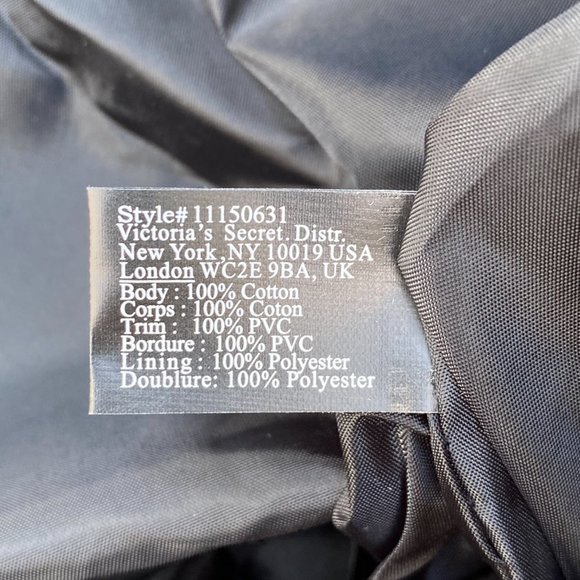 Style# 11150631
Victoria's Secret. Distr.
New York,NY 10019 USA
London WC2E 9BA, UK
Body : 100% Cotton
Corps : 100% Coton
Trim : 100% PVC
Bordure : 100% PVC
Lining : 100% Polyester
Doublure: 100% Polyester